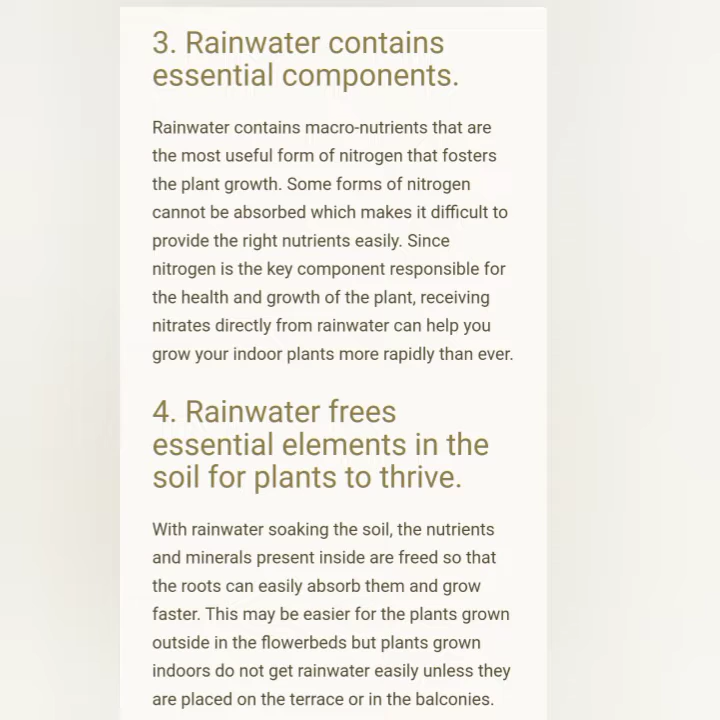 3. Rainwater contains
essential components.
Rainwater contains macro-nutrients that are
the most useful form of nitrogen that fosters
the plant growth. Some forms of nitrogen
cannot be absorbed which makes it difficult to
provide the right nutrients easily. Since
nitrogen is the key component responsible for
the health and growth of the plant, receiving
nitrates directly from rainwater can help you
grow your indoor plants more rapidly than ever.
4. Rainwater frees
essential elements in the
soil for plants to thrive.
With rainwater soaking the soil, the nutrients
and minerals present inside are freed so that
the roots can easily absorb them and grow
faster. This may be easier for the plants grown
outside in the flowerbeds but plants grown
indoors do not get rainwater easily unless they
are placed on the terrace or in the balconies.